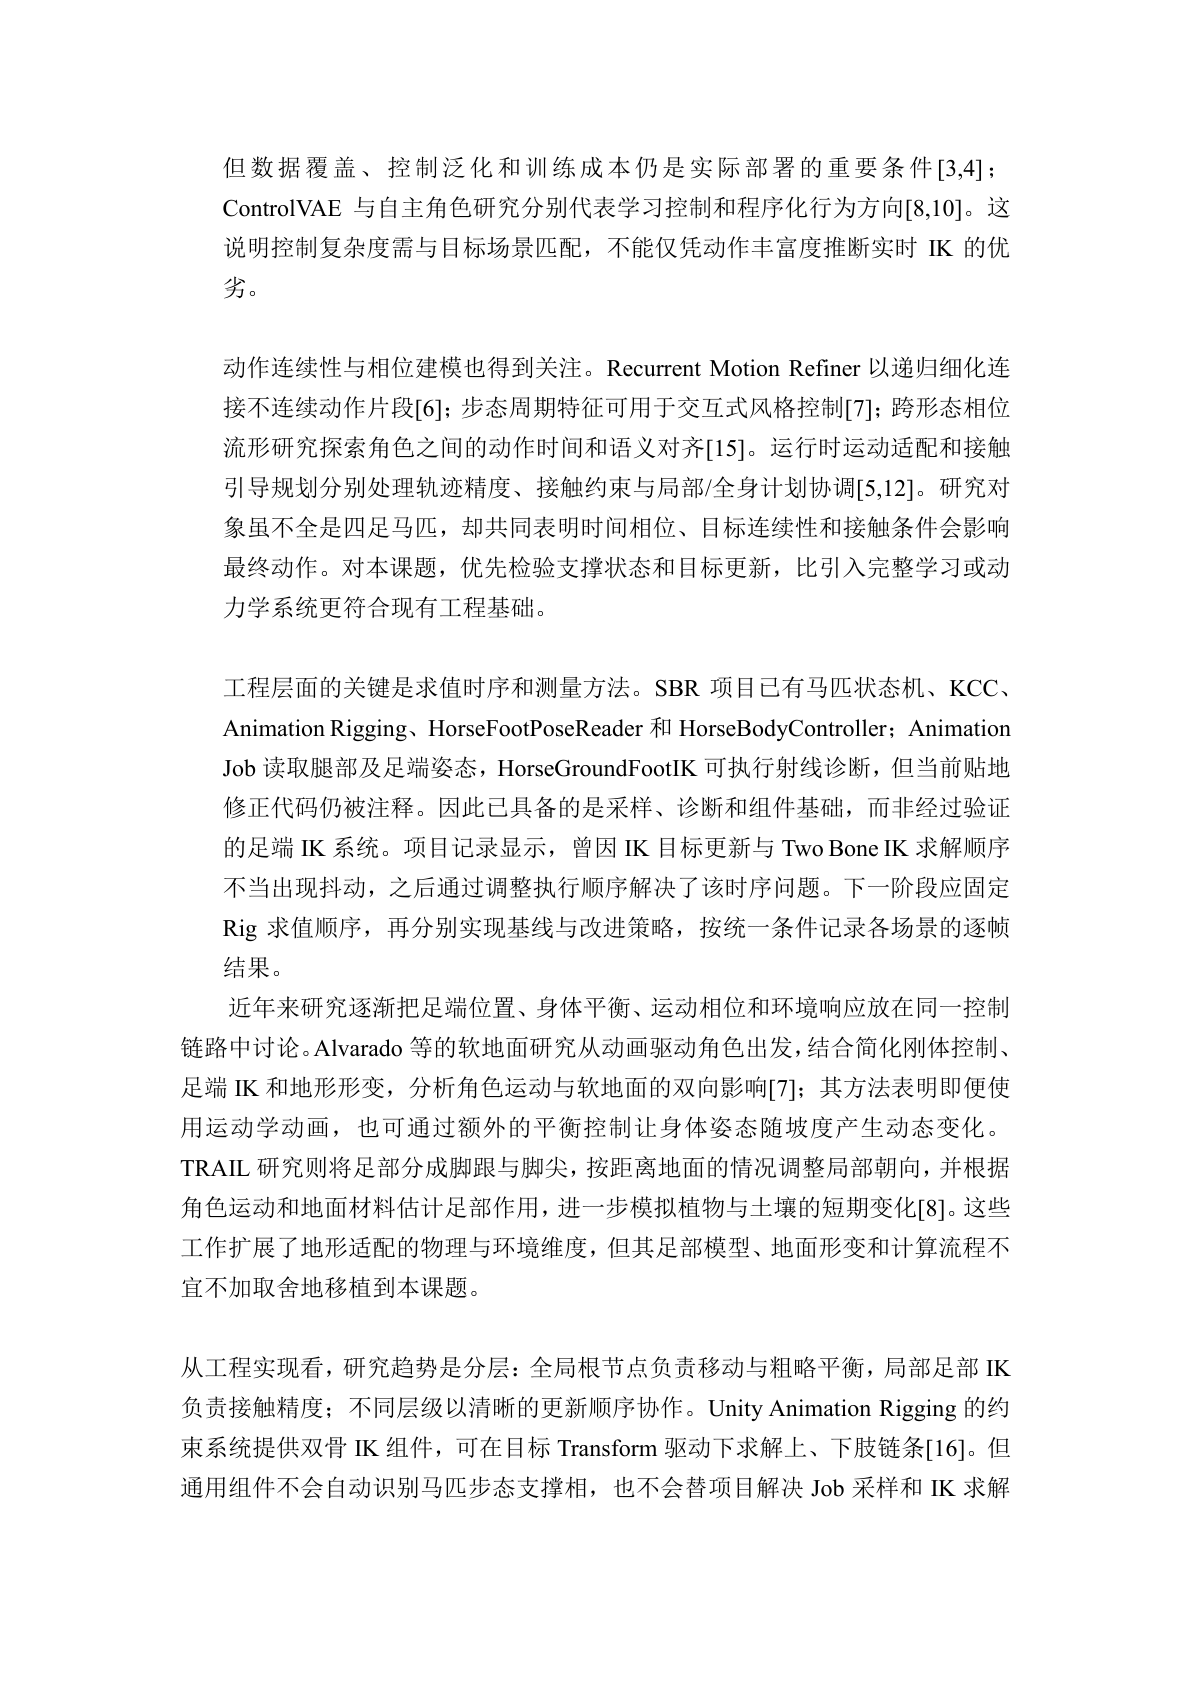 但数据覆盖、控制泛化和训练成本仍是实际部署的重要条件[3,4]；
ControlVAE 与自主角色研究分别代表学习控制和程序化行为方向[8,10]。这
说明控制复杂度需与目标场景匹配，不能仅凭动作丰富度推断实时 IK 的优
劣。
动作连续性与相位建模也得到关注。Recurrent Motion Refiner 以递归细化连
接不连续动作片段[6]；步态周期特征可用于交互式风格控制[7]；跨形态相位
流形研究探索角色之间的动作时间和语义对齐[15]。运行时运动适配和接触
引导规划分别处理轨迹精度、接触约束与局部/全身计划协调[5,12]。研究对
象虽不全是四足马匹，却共同表明时间相位、目标连续性和接触条件会影响
最终动作。对本课题，优先检验支撑状态和目标更新，比引入完整学习或动
力学系统更符合现有工程基础。
工程层面的关键是求值时序和测量方法。SBR 项目已有马匹状态机、KCC、
Animation Rigging、HorseFootPoseReader 和 HorseBodyController；Animation
Job 读取腿部及足端姿态，HorseGroundFootIK 可执行射线诊断，但当前贴地
修正代码仍被注释。因此已具备的是采样、诊断和组件基础，而非经过验证
的足端 IK 系统。项目记录显示，曾因 IK 目标更新与 Two Bone IK 求解顺序
不当出现抖动，之后通过调整执行顺序解决了该时序问题。下一阶段应固定
Rig 求值顺序，再分别实现基线与改进策略，按统一条件记录各场景的逐帧
结果。
近年来研究逐渐把足端位置、身体平衡、运动相位和环境响应放在同一控制
链路中讨论。Alvarado 等的软地面研究从动画驱动角色出发，结合简化刚体控制、
足端 IK 和地形形变，分析角色运动与软地面的双向影响[7]；其方法表明即便使
用运动学动画，也可通过额外的平衡控制让身体姿态随坡度产生动态变化。
TRAIL 研究则将足部分成脚跟与脚尖，按距离地面的情况调整局部朝向，并根据
角色运动和地面材料估计足部作用，进一步模拟植物与土壤的短期变化[8]。这些
工作扩展了地形适配的物理与环境维度，但其足部模型、地面形变和计算流程不
宜不加取舍地移植到本课题。
从工程实现看，研究趋势是分层：全局根节点负责移动与粗略平衡，局部足部 IK
负责接触精度；不同层级以清晰的更新顺序协作。Unity Animation Rigging 的约
束系统提供双骨 IK 组件，可在目标 Transform 驱动下求解上、下肢链条[16]。但
通用组件不会自动识别马匹步态支撑相，也不会替项目解决 Job 采样和 IK 求解